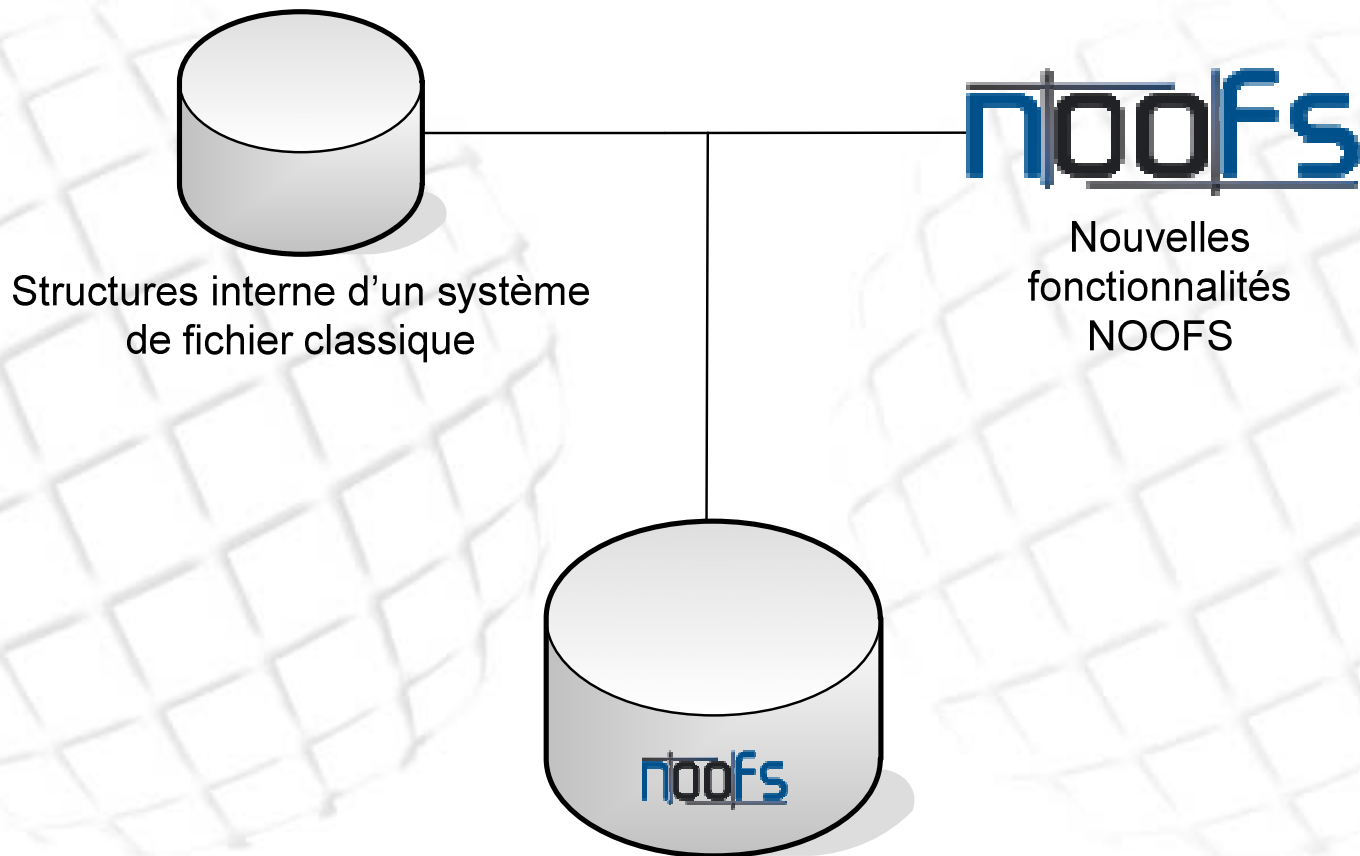 noofs
Structures interne d'un système
de fichier classique
Nouvelles
fonctionnalités
NOOFS
noofs